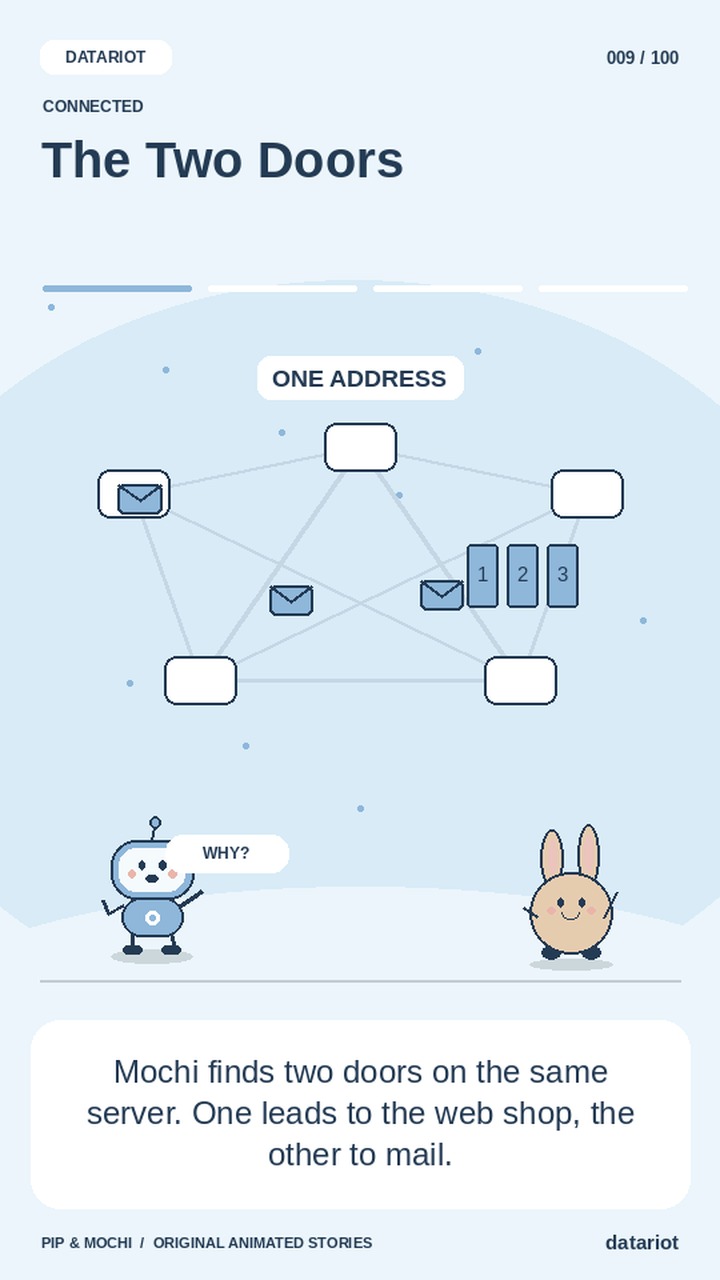 DATARIOT
009 / 100
CONNECTED
The Two Doors
ONE ADDRESS
1 2 3
WHY?
Mochi finds two doors on the same
server. One leads to the web shop, the
other to mail.
PIP & MOCHI / ORIGINAL ANIMATED STORIES
datariot